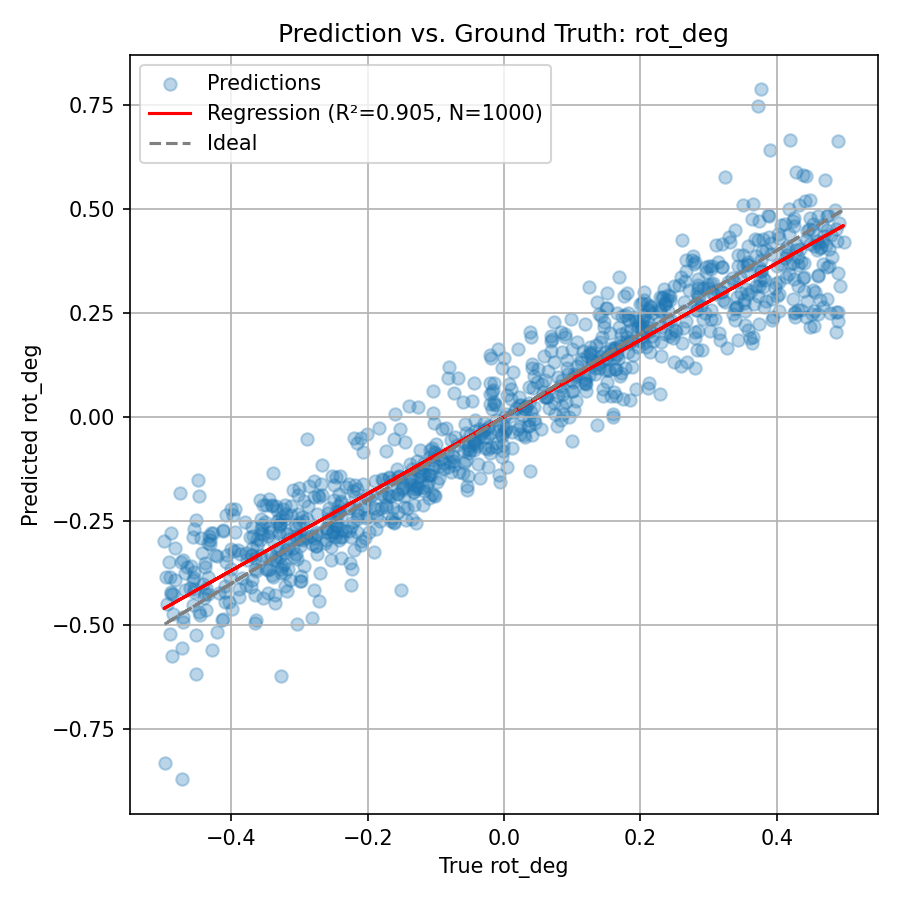 Prediction vs. Ground Truth: rot_deg
Predictions
Regression (R²=0.905, N=1000)
Ideal
0.75
0.50
0.25
0.00
−0.25
−0.50
−0.75
Predicted rot_deg
−0.4
−0.2
0.0
0.2
0.4
True rot_deg